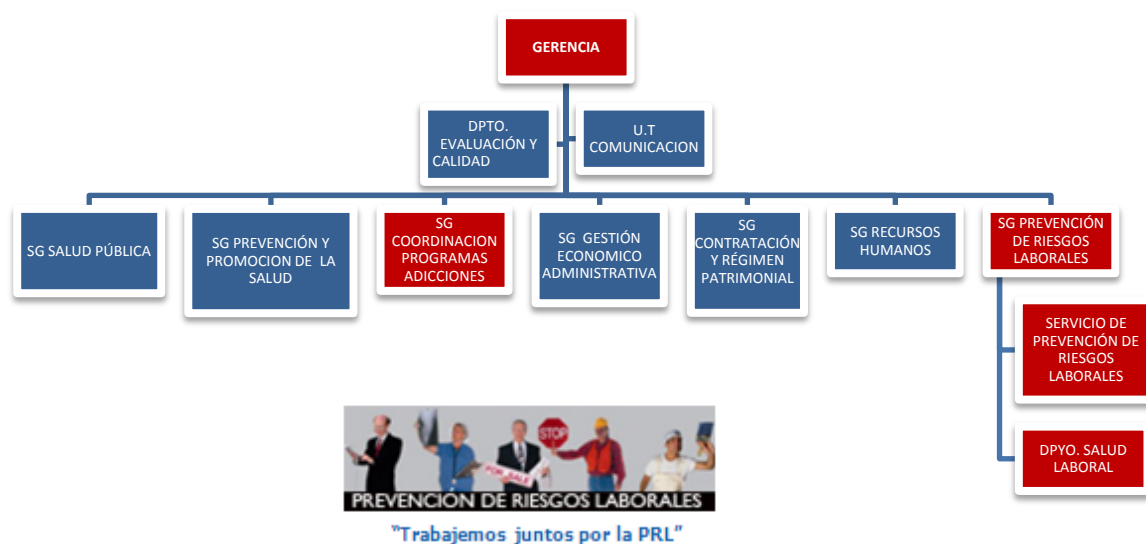 GERENCIA
DPTO.
EVALUACIÓN Y
CALIDAD
U.T
COMUNICACION
SG SALUD PÚBLICA
SG PREVENCIÓN Y
PROMOCION DE LA
SALUD
SG
COORDINACION
PROGRAMAS
ADICCIONES
SG GESTIÓN
ECONOMICO
ADMINISTRATIVA
SG
CONTRATACIÓN
Y RÉGIMEN
PATRIMONIAL
SG RECURSOS
HUMANOS
SG PREVENCIÓN
DE RIESGOS
LABORALES
SERVICIO DE
PREVENCIÓN DE
RIESGOS
LABORALES
DPYO. SALUD
LABORAL
STOP
FOR SALE
PREVENCION DE RIESGOS LABORALES
"Trabajemos juntos por la PRL"